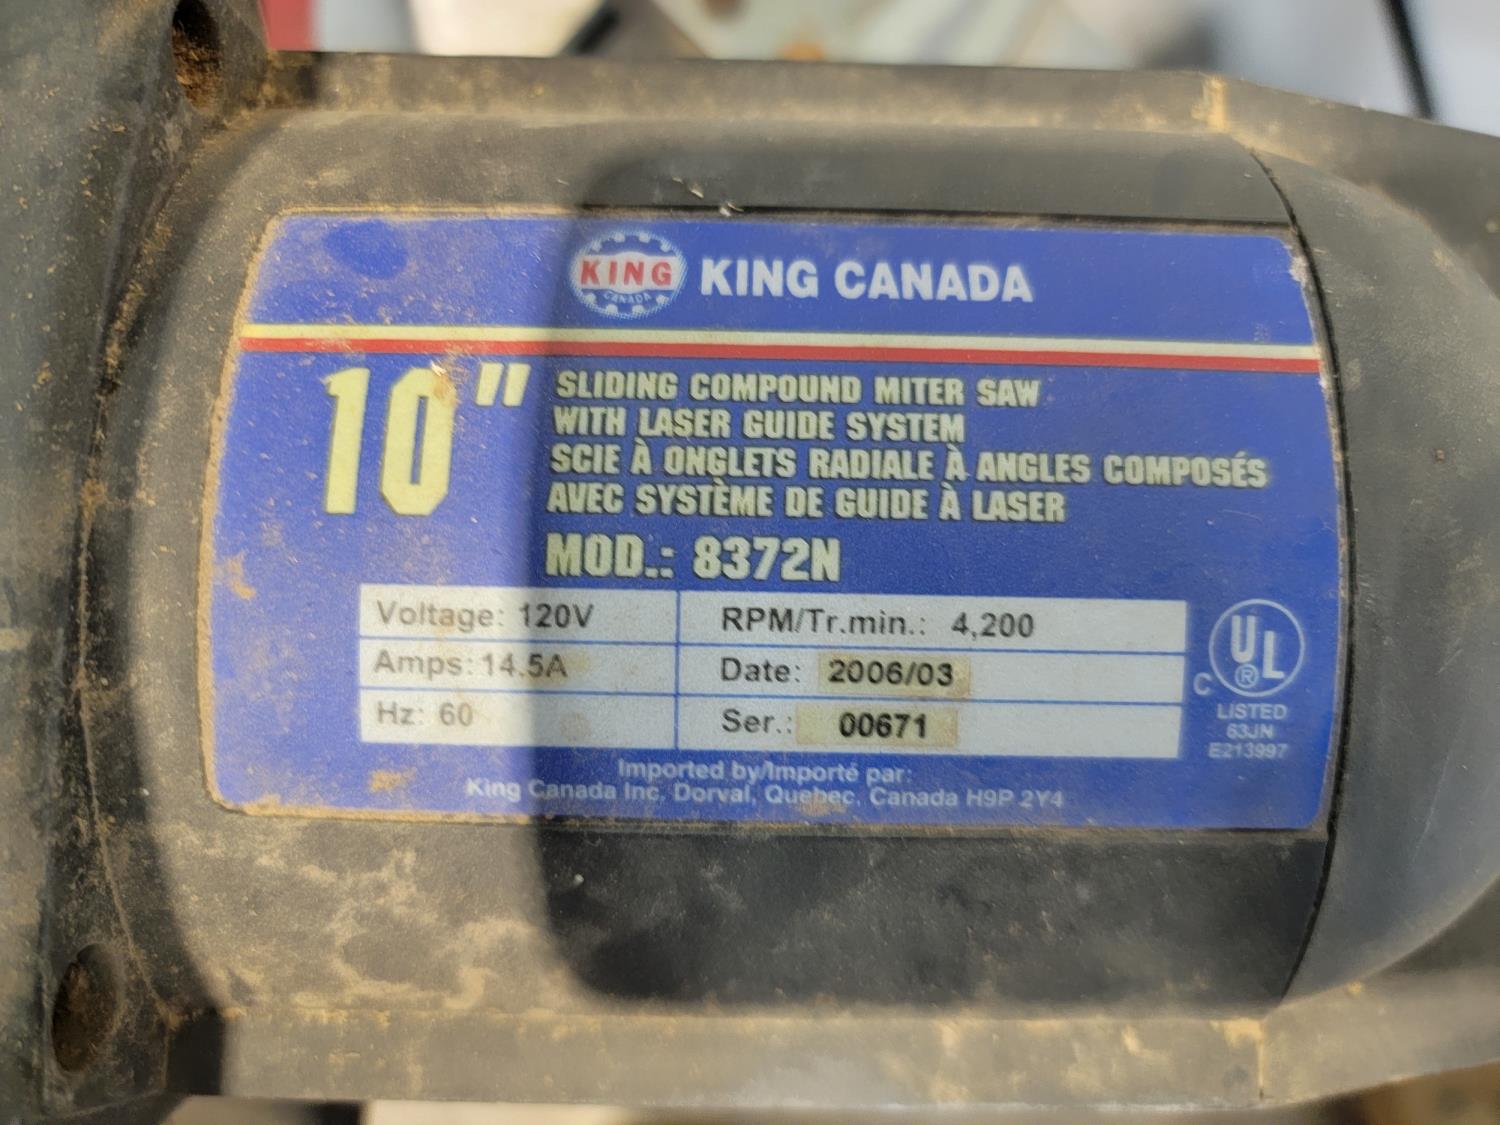 KING
CANADA
KING CANADA
10"
SLIDING COMPOUND MITER SAW
WITH LASER GUIDE SYSTEM
SCIE À ONGLETS RADIALE À ANGLES COMPOSÉS
AVEC SYSTÈME DE GUIDE À LASER
MOD.: 8372N
Voltage: 120V RPM/Tr.min.: 4,200
Amps: 14.5A Date: 2006/03
Hz: 60 Ser.: 00671
C UL ®
LISTED
63JN
E213997
Imported by/Importé par:
King Canada Inc, Dorval, Quebec, Canada H9P 2Y4